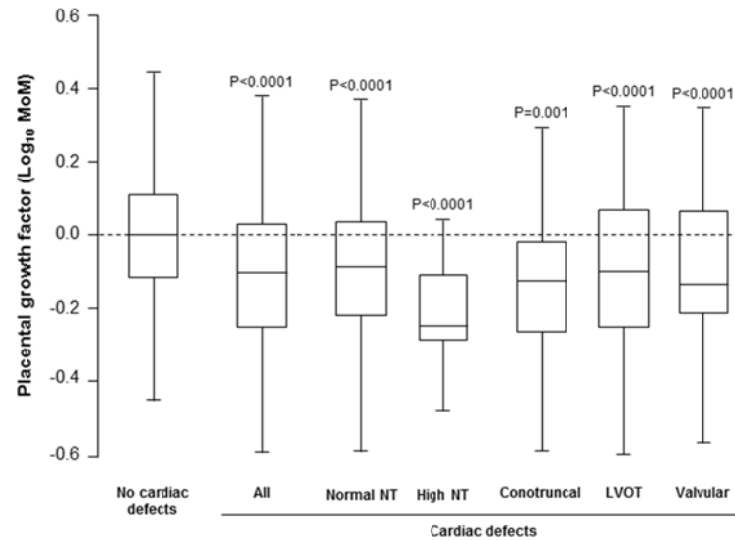 Placental growth factor (Log₁₀ MoM)
0.6
0.4
0.2
0.0
-0.2
-0.4
-0.6
P<0.0001
P<0.0001
P<0.0001
P=0.001
P<0.0001
P<0.0001
No cardiac
defects
All
Normal NT
High NT
Conotruncal
LVOT
Valvular
Cardiac defects